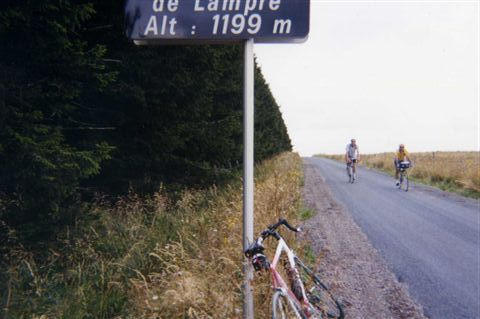 de Lampre
Alt : 1199 m